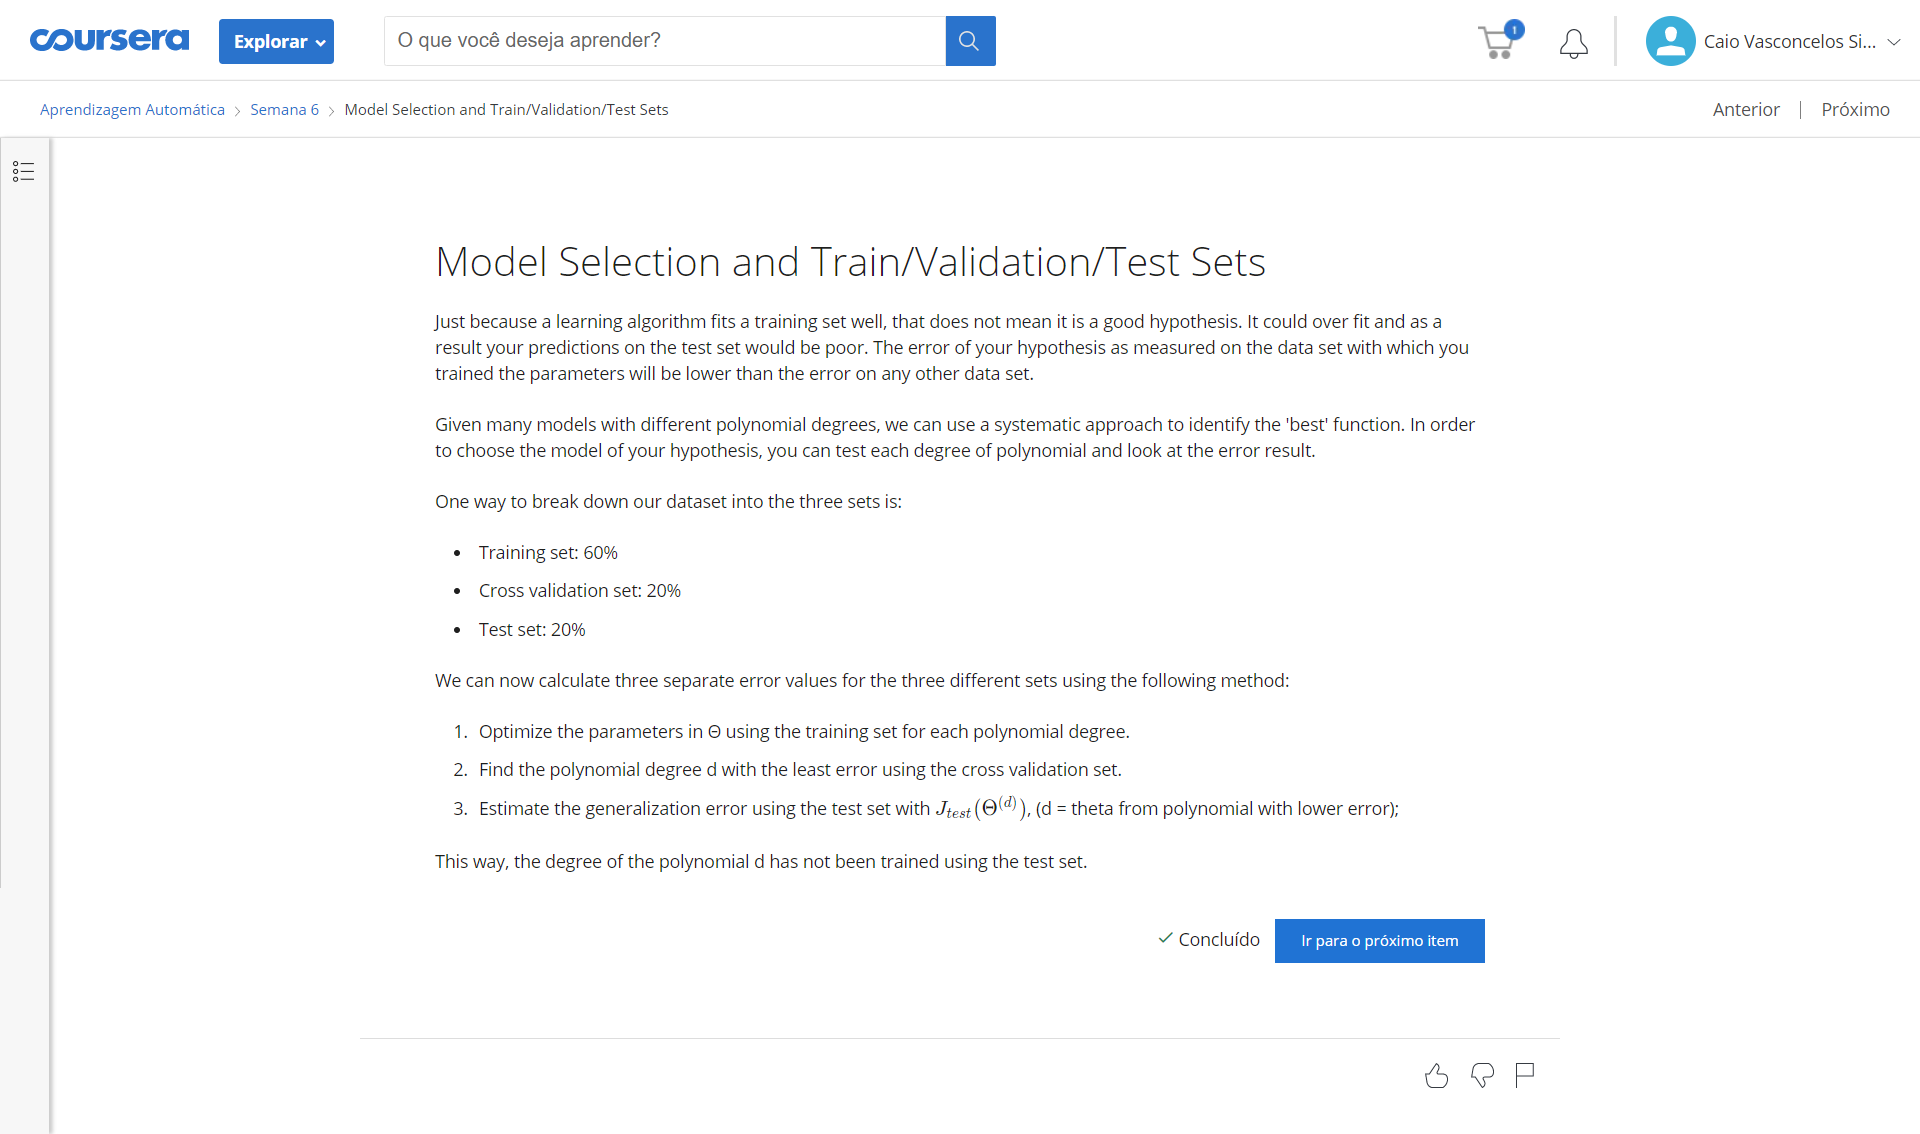 coursera
Explorar
O que você deseja aprender?
1
Caio Vasconcelos Si...
Aprendizagem Automática
Semana 6
Model Selection and Train/Validation/Test Sets
Anterior | Próximo
Model Selection and Train/Validation/Test Sets
Just because a learning algorithm fits a training set well, that does not mean it is a good hypothesis. It could over fit and as a
result your predictions on the test set would be poor. The error of your hypothesis as measured on the data set with which you
trained the parameters will be lower than the error on any other data set.
Given many models with different polynomial degrees, we can use a systematic approach to identify the 'best' function. In order
to choose the model of your hypothesis, you can test each degree of polynomial and look at the error result.
One way to break down our dataset into the three sets is:
• Training set: 60%
• Cross validation set: 20%
• Test set: 20%
We can now calculate three separate error values for the three different sets using the following method:
1. Optimize the parameters in Θ using the training set for each polynomial degree.
2. Find the polynomial degree d with the least error using the cross validation set.
3. Estimate the generalization error using the test set with J_{test}(Θ^{(d)}), (d = theta from polynomial with lower error);
This way, the degree of the polynomial d has not been trained using the test set.
Concluído
Ir para o próximo item